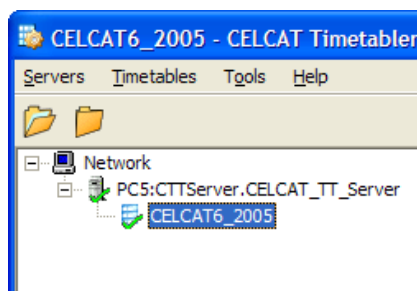 CELCAT6_2005 - CELCAT Timetabler
Servers Timetables Tools Help
Network
PC5:CTTServer.CELCAT_TT_Server
CELCAT6_2005